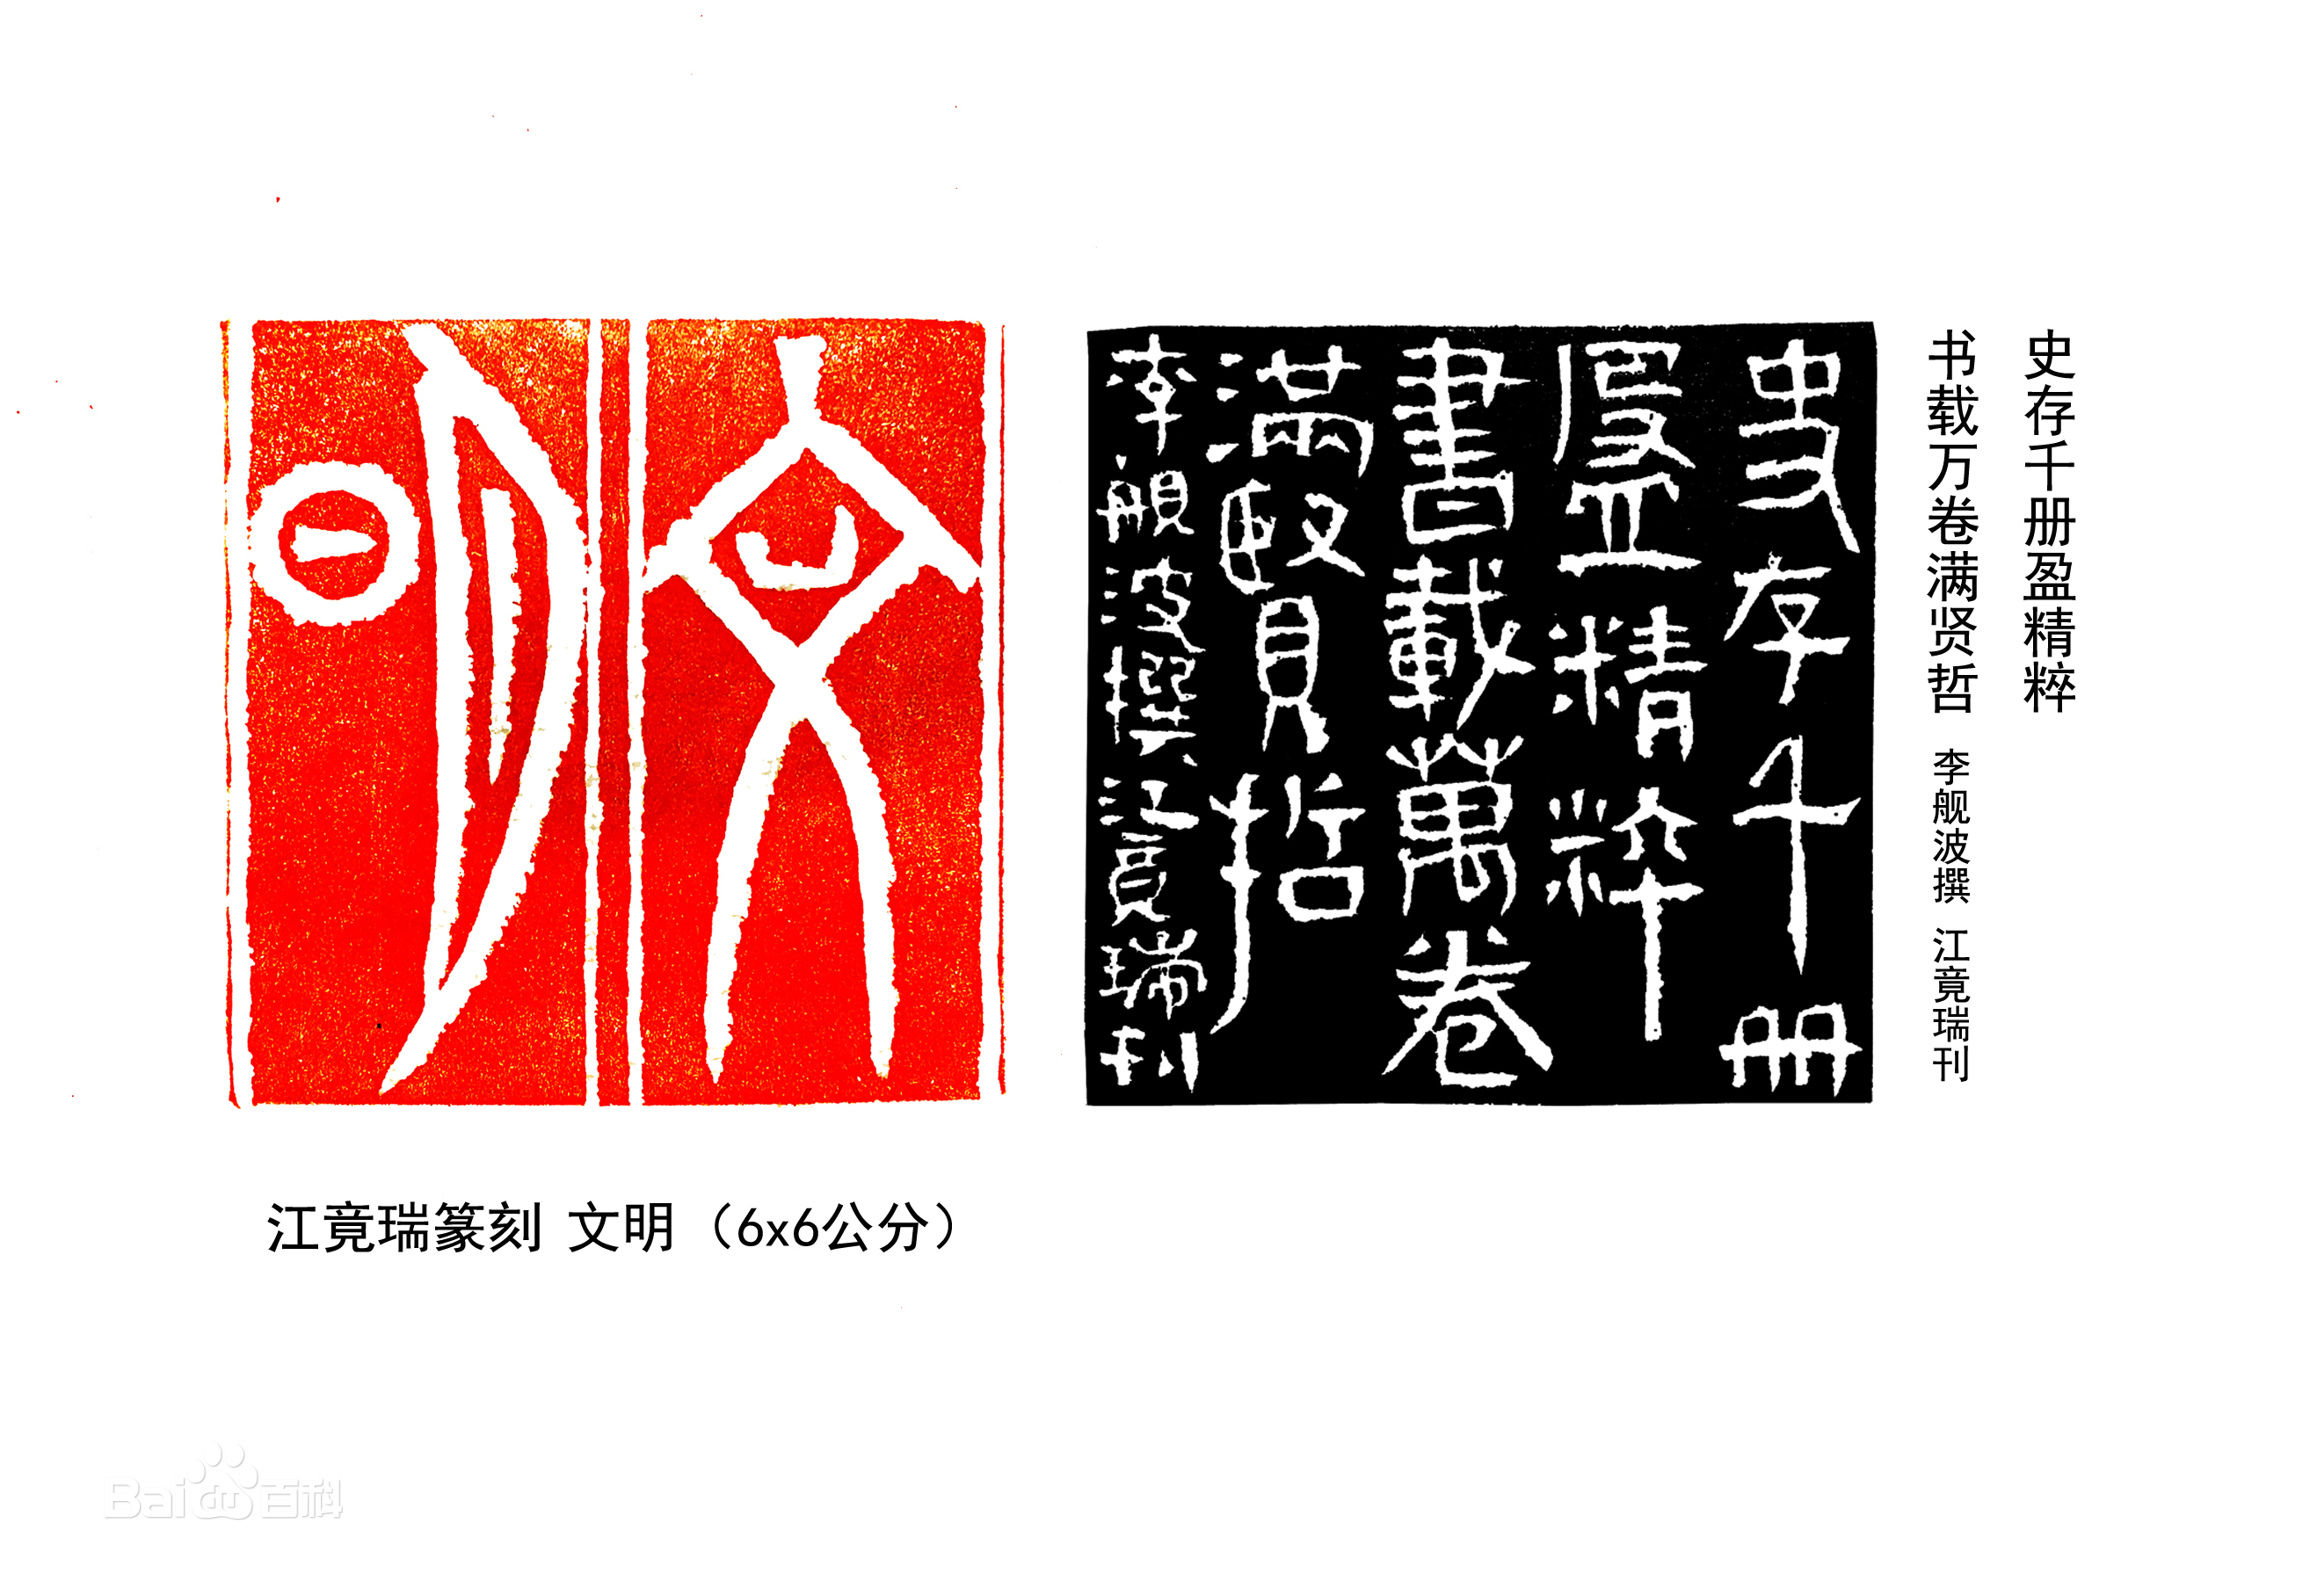 史存千册盈精粹
书载万卷满贤哲 李舰波撰 江竟瑞刊
史存千册
盈精粹
書載萬卷
满賢哲
李舰波撰江竟瑞刊
文明
江竟瑞篆刻 文明（6x6公分）
Bai百科